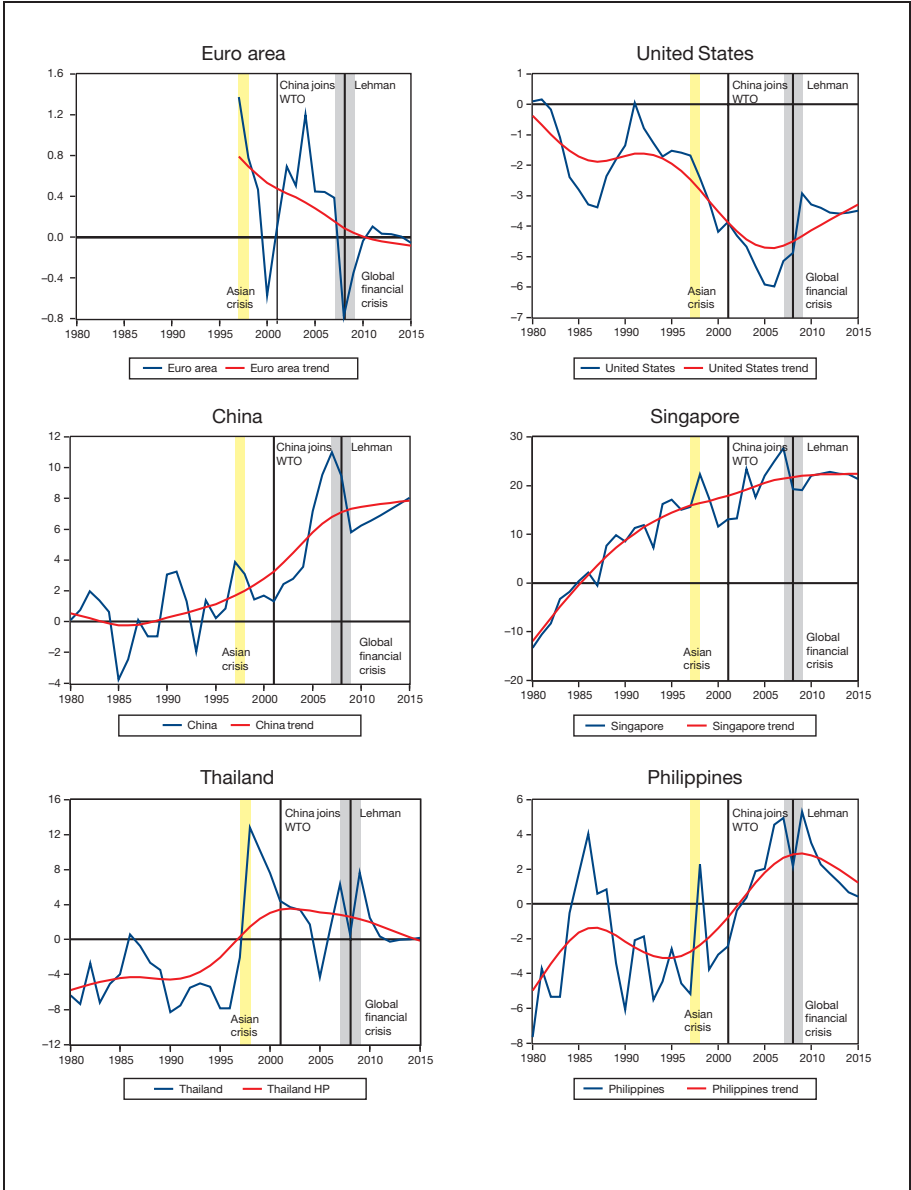 Euro area
1.6
1.2
0.8
0.4
0.0
−0.4
−0.8
China joins
WTO
Lehman
Asian
crisis
Global
financial
crisis
1980 1985 1990 1995 2000 2005 2010 2015
Euro area Euro area trend
United States
1
0
−1
−2
−3
−4
−5
−6
−7
China joins
WTO
Lehman
Asian
crisis
Global
financial
crisis
1980 1985 1990 1995 2000 2005 2010 2015
United States United States trend
China
12
10
8
6
4
2
0
−2
−4
China joins
WTO
Lehman
Asian
crisis
Global
financial
crisis
1980 1985 1990 1995 2000 2005 2010 2015
China China trend
Singapore
30
20
10
0
−10
−20
China joins
WTO
Lehman
Asian
crisis
Global
financial
crisis
1980 1985 1990 1995 2000 2005 2010 2015
Singapore Singapore trend
Thailand
16
12
8
4
0
−4
−8
−12
China joins
WTO
Lehman
Asian
crisis
Global
financial
crisis
1980 1985 1990 1995 2000 2005 2010 2015
Thailand Thailand HP
Philippines
6
4
2
0
−2
−4
−6
−8
China joins
WTO
Lehman
Asian
crisis
Global
financial
crisis
1980 1985 1990 1995 2000 2005 2010 2015
Philippines Philippines trend